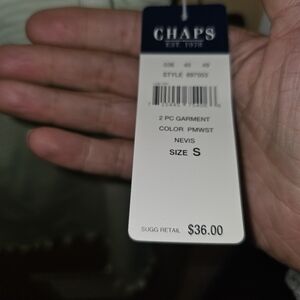 CHAPS
EST. 1978
STYLE
2 PC GARMENT
COLOR PMWST
NEVIS
SIZE S
SUGG RETAIL $36.00